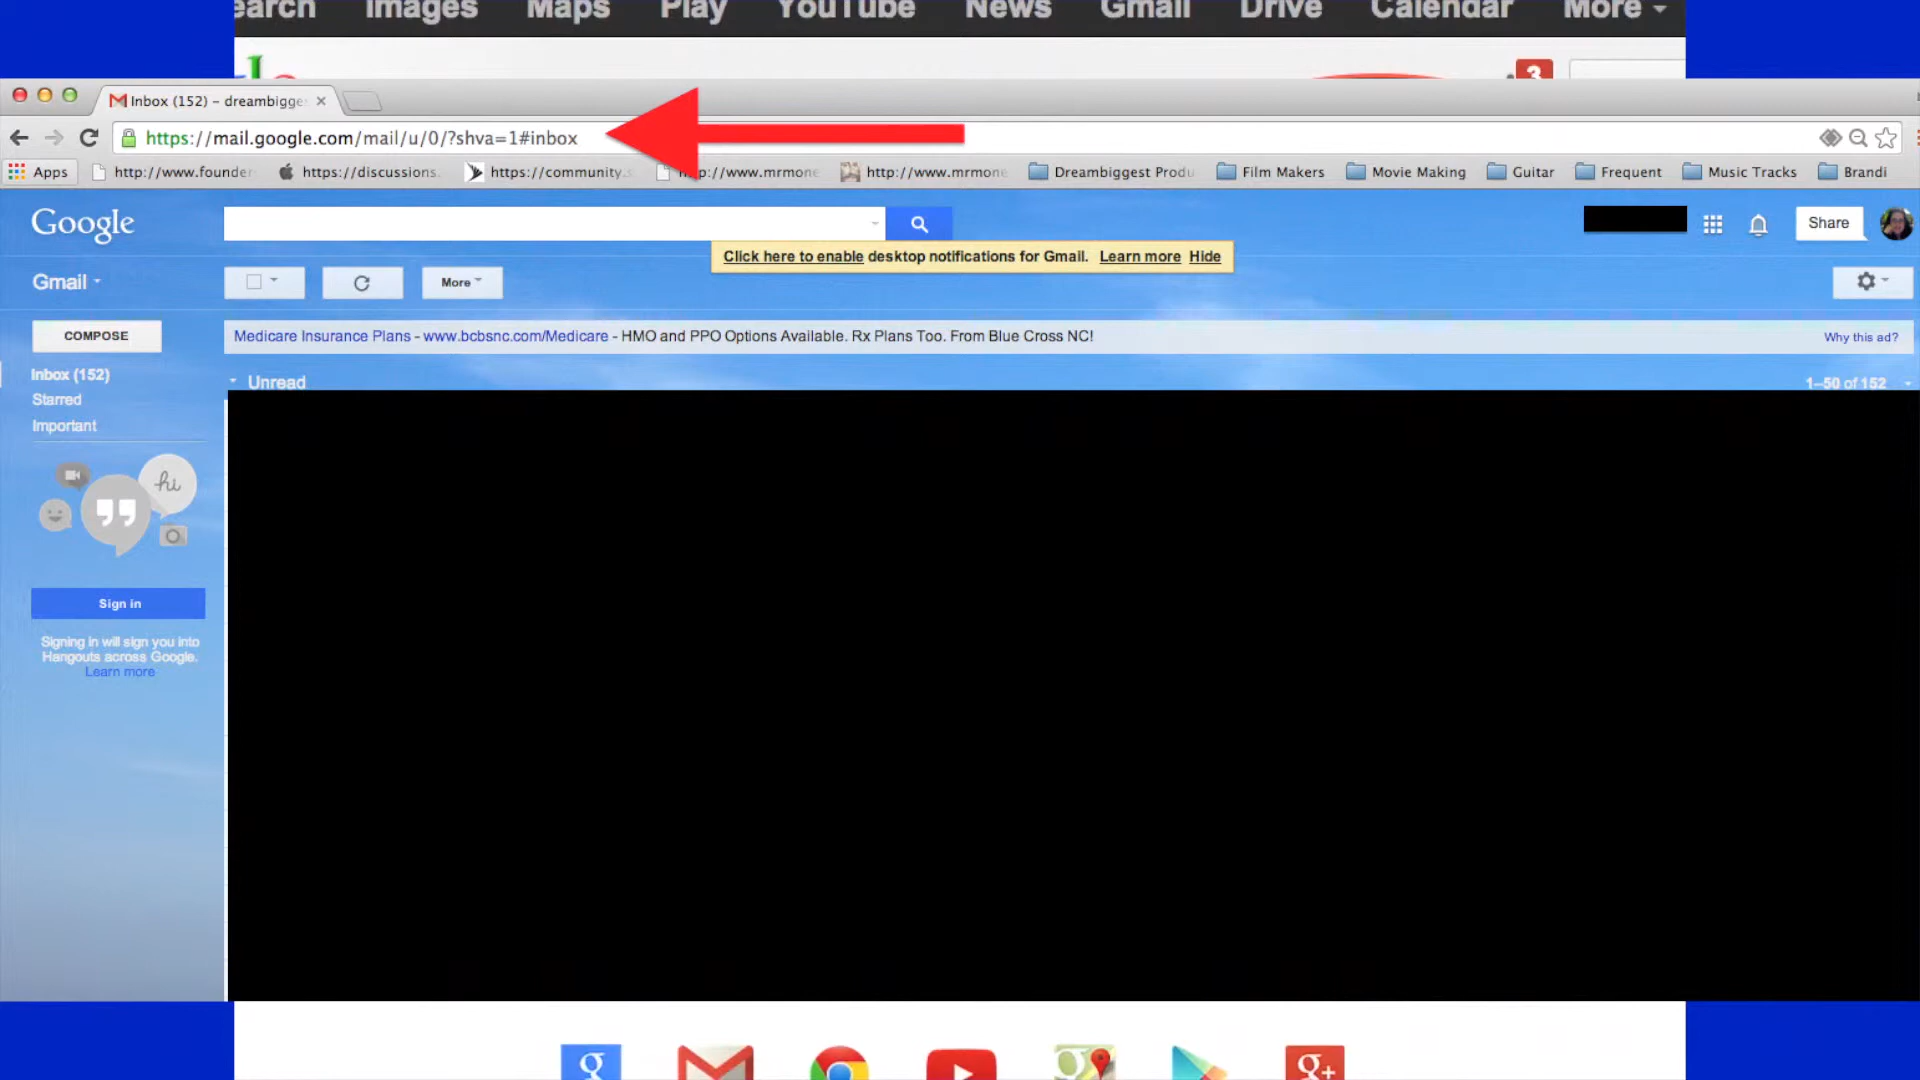 earch Images Maps Play YouTube News Gmail Drive Calendar More
3
Inbox (152) – dreambigge
https://mail.google.com/mail/u/0/?shva=1#inbox
Apps http://www.founder https://discussions. https://community.s http://www.mrmone http://www.mrmone Dreambiggest Produ Film Makers Movie Making Guitar Frequent Music Tracks Brandi
Google
Share
Click here to enable desktop notifications for Gmail. Learn more Hide
Gmail
More
COMPOSE
Medicare Insurance Plans - www.bcbsnc.com/Medicare - HMO and PPO Options Available. Rx Plans Too. From Blue Cross NC!
Why this ad?
Inbox (152)
Unread
1–50 of 152
Starred
Important
hi
Sign in
Signing in will sign you into
Hangouts across Google.
Learn more
g
g+